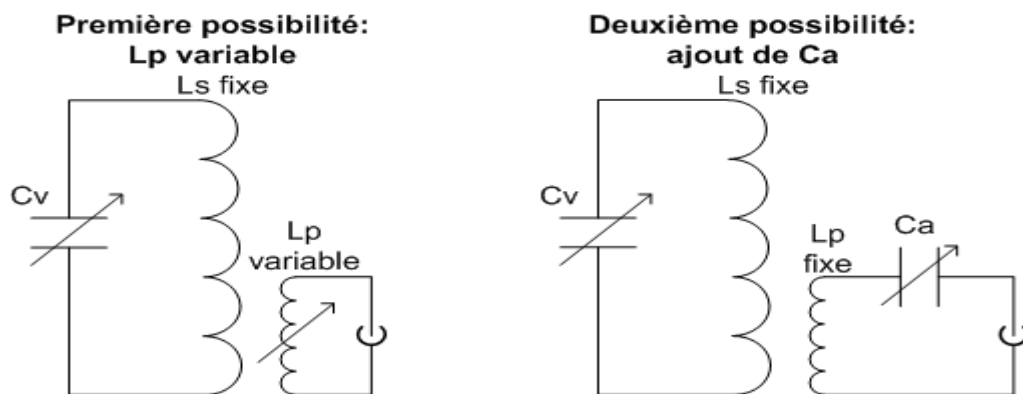 Première possibilité:
Lp variable
Ls fixe
Cv
Lp
variable
Deuxième possibilité:
ajout de Ca
Ls fixe
Cv
Lp
fixe
Ca